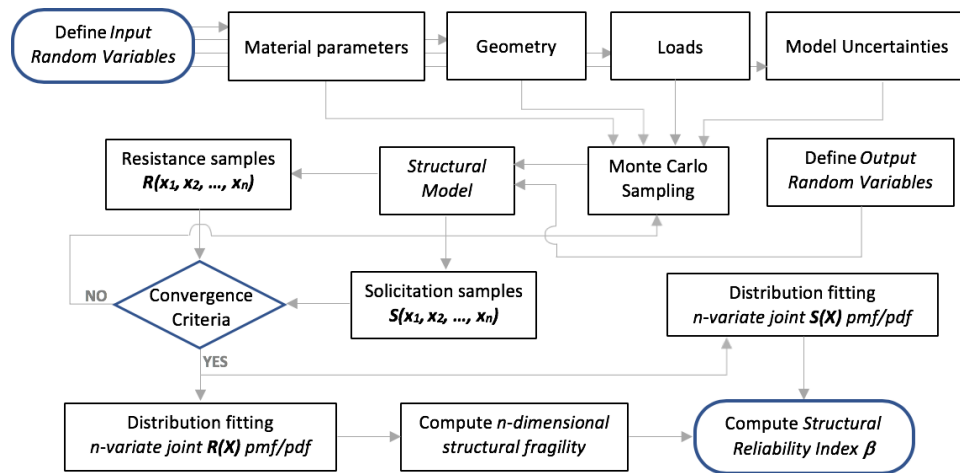 Define Input
Random Variables
Material parameters
Geometry
Loads
Model Uncertainties
Resistance samples
R(x₁, x₂, ..., xₙ)
Structural
Model
Monte Carlo
Sampling
Define Output
Random Variables
NO
Convergence
Criteria
Solicitation samples
S(x₁, x₂, ..., xₙ)
Distribution fitting
n-variate joint S(X) pmf/pdf
YES
Distribution fitting
n-variate joint R(X) pmf/pdf
Compute n-dimensional
structural fragility
Compute Structural
Reliability Index β